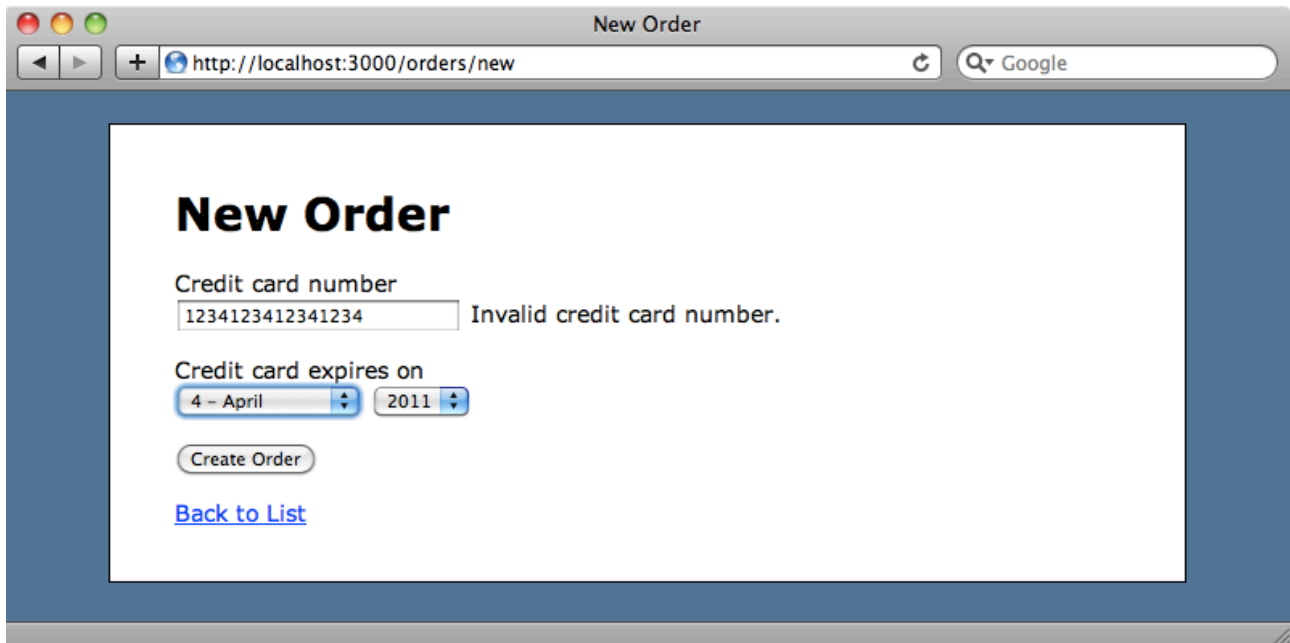 New Order
http://localhost:3000/orders/new
Google
New Order
Credit card number
1234123412341234 Invalid credit card number.
Credit card expires on
4 – April 2011
Create Order
Back to List